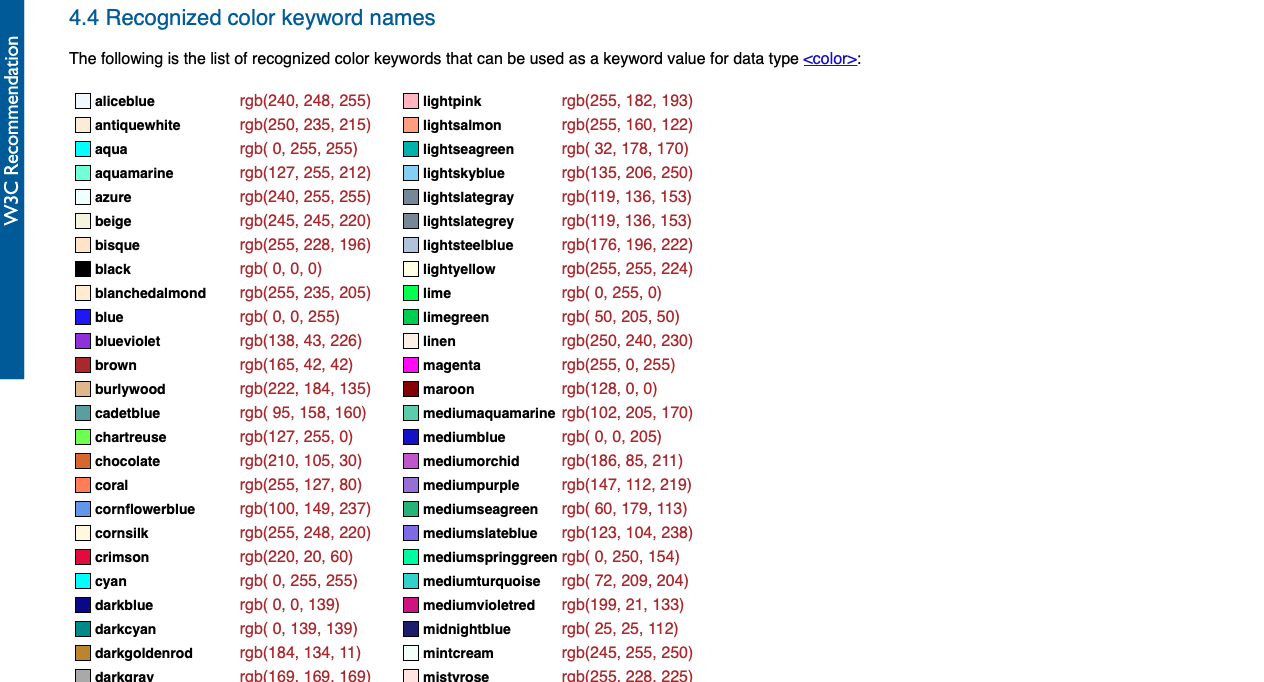 W3C Recommendation
4.4 Recognized color keyword names
The following is the list of recognized color keywords that can be used as a keyword value for data type <color>:
aliceblue rgb(240, 248, 255) lightpink rgb(255, 182, 193)
antiquewhite rgb(250, 235, 215) lightsalmon rgb(255, 160, 122)
aqua rgb( 0, 255, 255) lightseagreen rgb( 32, 178, 170)
aquamarine rgb(127, 255, 212) lightskyblue rgb(135, 206, 250)
azure rgb(240, 255, 255) lightslategray rgb(119, 136, 153)
beige rgb(245, 245, 220) lightslategrey rgb(119, 136, 153)
bisque rgb(255, 228, 196) lightsteelblue rgb(176, 196, 222)
black rgb( 0, 0, 0) lightyellow rgb(255, 255, 224)
blanchedalmond rgb(255, 235, 205) lime rgb( 0, 255, 0)
blue rgb( 0, 0, 255) limegreen rgb( 50, 205, 50)
blueviolet rgb(138, 43, 226) linen rgb(250, 240, 230)
brown rgb(165, 42, 42) magenta rgb(255, 0, 255)
burlywood rgb(222, 184, 135) maroon rgb(128, 0, 0)
cadetblue rgb( 95, 158, 160) mediumaquamarine rgb(102, 205, 170)
chartreuse rgb(127, 255, 0) mediumblue rgb( 0, 0, 205)
chocolate rgb(210, 105, 30) mediumorchid rgb(186, 85, 211)
coral rgb(255, 127, 80) mediumpurple rgb(147, 112, 219)
cornflowerblue rgb(100, 149, 237) mediumseagreen rgb( 60, 179, 113)
cornsilk rgb(255, 248, 220) mediumslateblue rgb(123, 104, 238)
crimson rgb(220, 20, 60) mediumspringgreen rgb( 0, 250, 154)
cyan rgb( 0, 255, 255) mediumturquoise rgb( 72, 209, 204)
darkblue rgb( 0, 0, 139) mediumvioletred rgb(199, 21, 133)
darkcyan rgb( 0, 139, 139) midnightblue rgb( 25, 25, 112)
darkgoldenrod rgb(184, 134, 11) mintcream rgb(245, 255, 250)
darkgray rgb(169, 169, 169) mistyrose rgb(255, 228, 225)